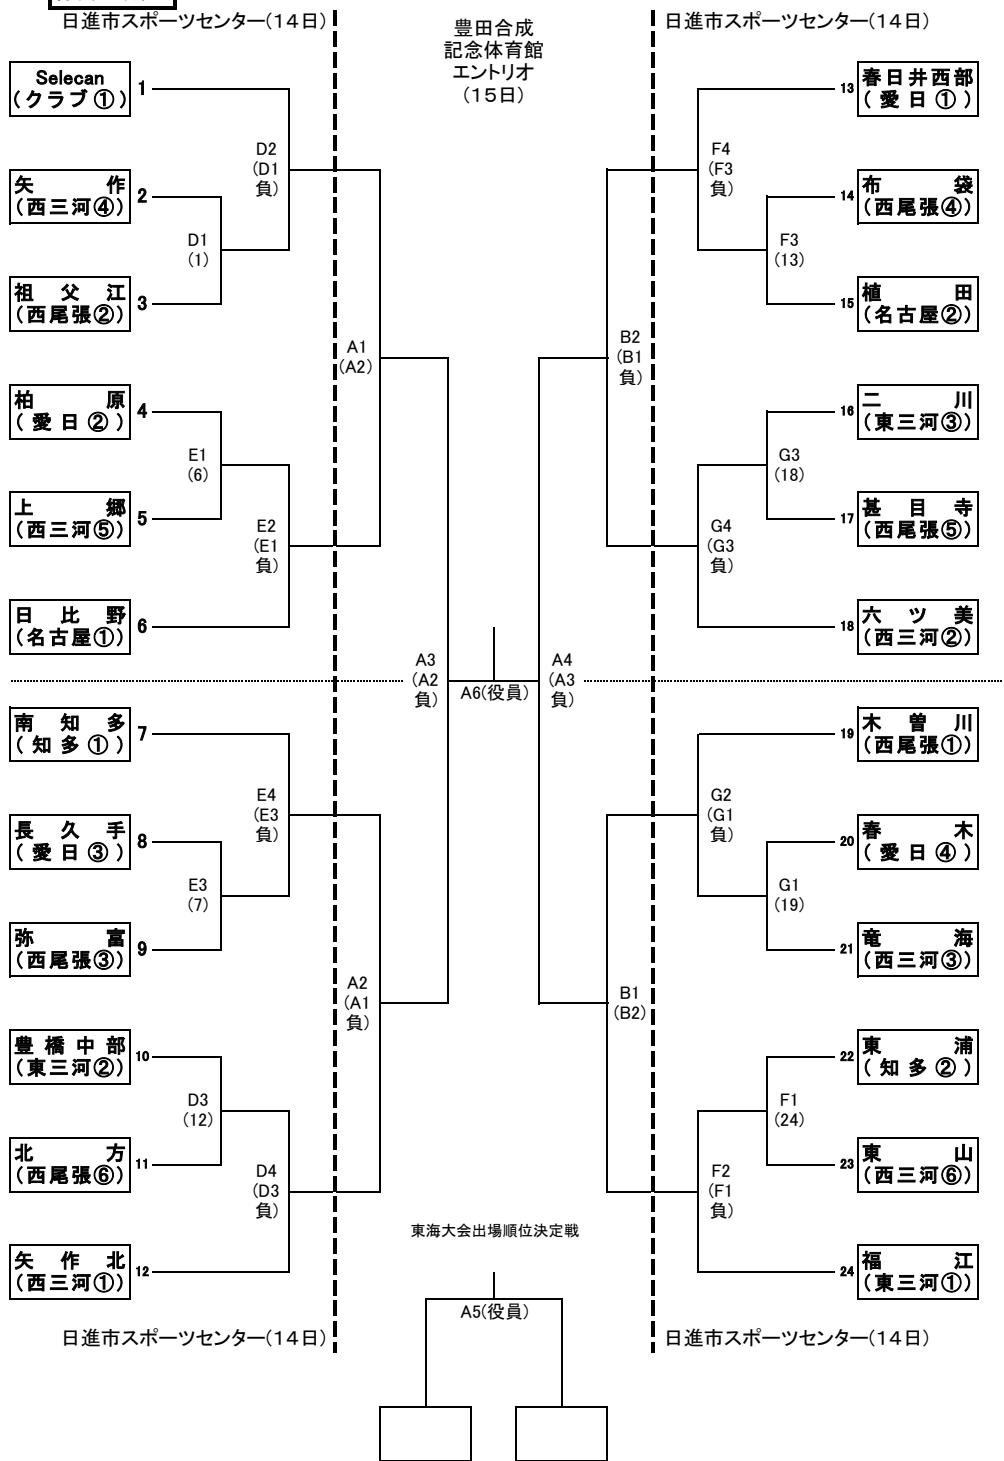 日進市スポーツセンター(14日)
豊田合成
記念体育館
エントリオ
(15日)
日進市スポーツセンター(14日)
Selecan
(クラブ①)
1
矢作
(西三河④)
2
祖父江
(西尾張②)
3
柏原
(愛日②)
4
上郷
(西三河⑤)
5
日比野
(名古屋①)
6
南知多
(知多①)
7
長久手
(愛日③)
8
弥富
(西尾張③)
9
豊橋中部
(東三河②)
10
北方
(西尾張⑥)
11
矢作北
(西三河①)
12
D2
(D1
負)
D1
(1)
E1
(6)
E2
(E1
負)
E4
(E3
負)
E3
(7)
D3
(12)
D4
(D3
負)
A1
(A2)
A2
(A1
負)
A3
(A2
負)
A6(役員)
A4
(A3
負)
B2
(B1
負)
B1
(B2)
F4
(F3
負)
F3
(13)
G3
(18)
G4
(G3
負)
G2
(G1
負)
G1
(19)
F1
(24)
F2
(F1
負)
13
春日井西部
(愛日①)
14
布袋
(西尾張④)
15
植田
(名古屋②)
16
二川
(東三河③)
17
甚目寺
(西尾張⑤)
18
六ツ美
(西三河②)
19
木曽川
(西尾張①)
20
春木
(愛日④)
21
竜海
(西三河③)
22
東浦
(知多②)
23
東山
(西三河⑥)
24
福江
(東三河①)
東海大会出場順位決定戦
A5(役員)
日進市スポーツセンター(14日)
日進市スポーツセンター(14日)